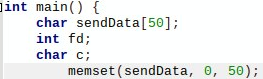 int main() {
    char sendData[50];
    int fd;
    char c;
        memset(sendData, 0, 50);